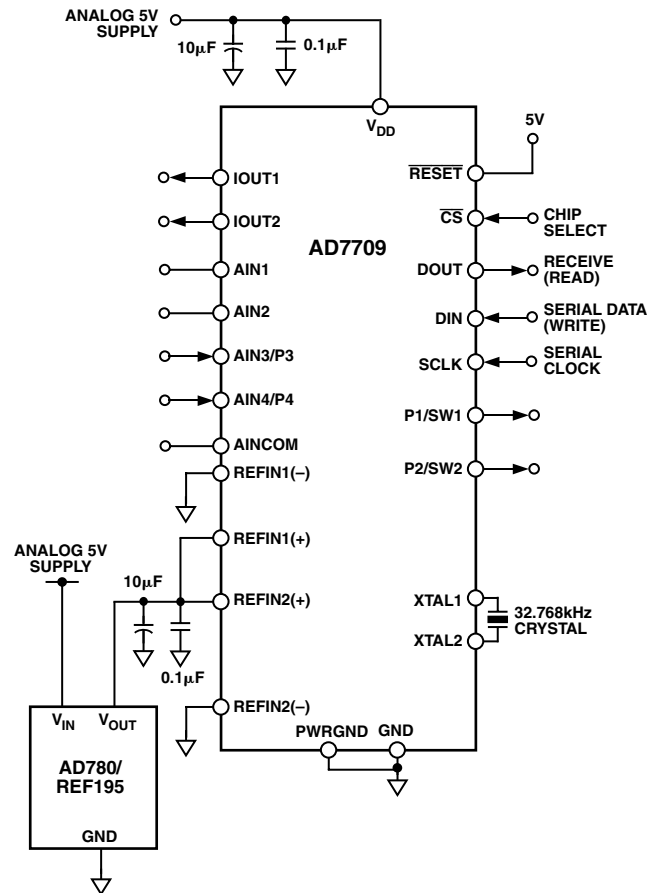 ANALOG 5V
SUPPLY
10µF
0.1µF
VDD
5V
IOUT1
RESET
IOUT2
CS
CHIP
SELECT
AD7709
AIN1
DOUT
RECEIVE
(READ)
AIN2
DIN
SERIAL DATA
(WRITE)
AIN3/P3
SCLK
SERIAL
CLOCK
AIN4/P4
P1/SW1
AINCOM
REFIN1(–)
P2/SW2
REFIN1(+)
ANALOG 5V
SUPPLY
10µF
REFIN2(+)
XTAL1
32.768kHz
CRYSTAL
XTAL2
0.1µF
REFIN2(–)
VIN
VOUT
PWRGND
GND
AD780/
REF195
GND